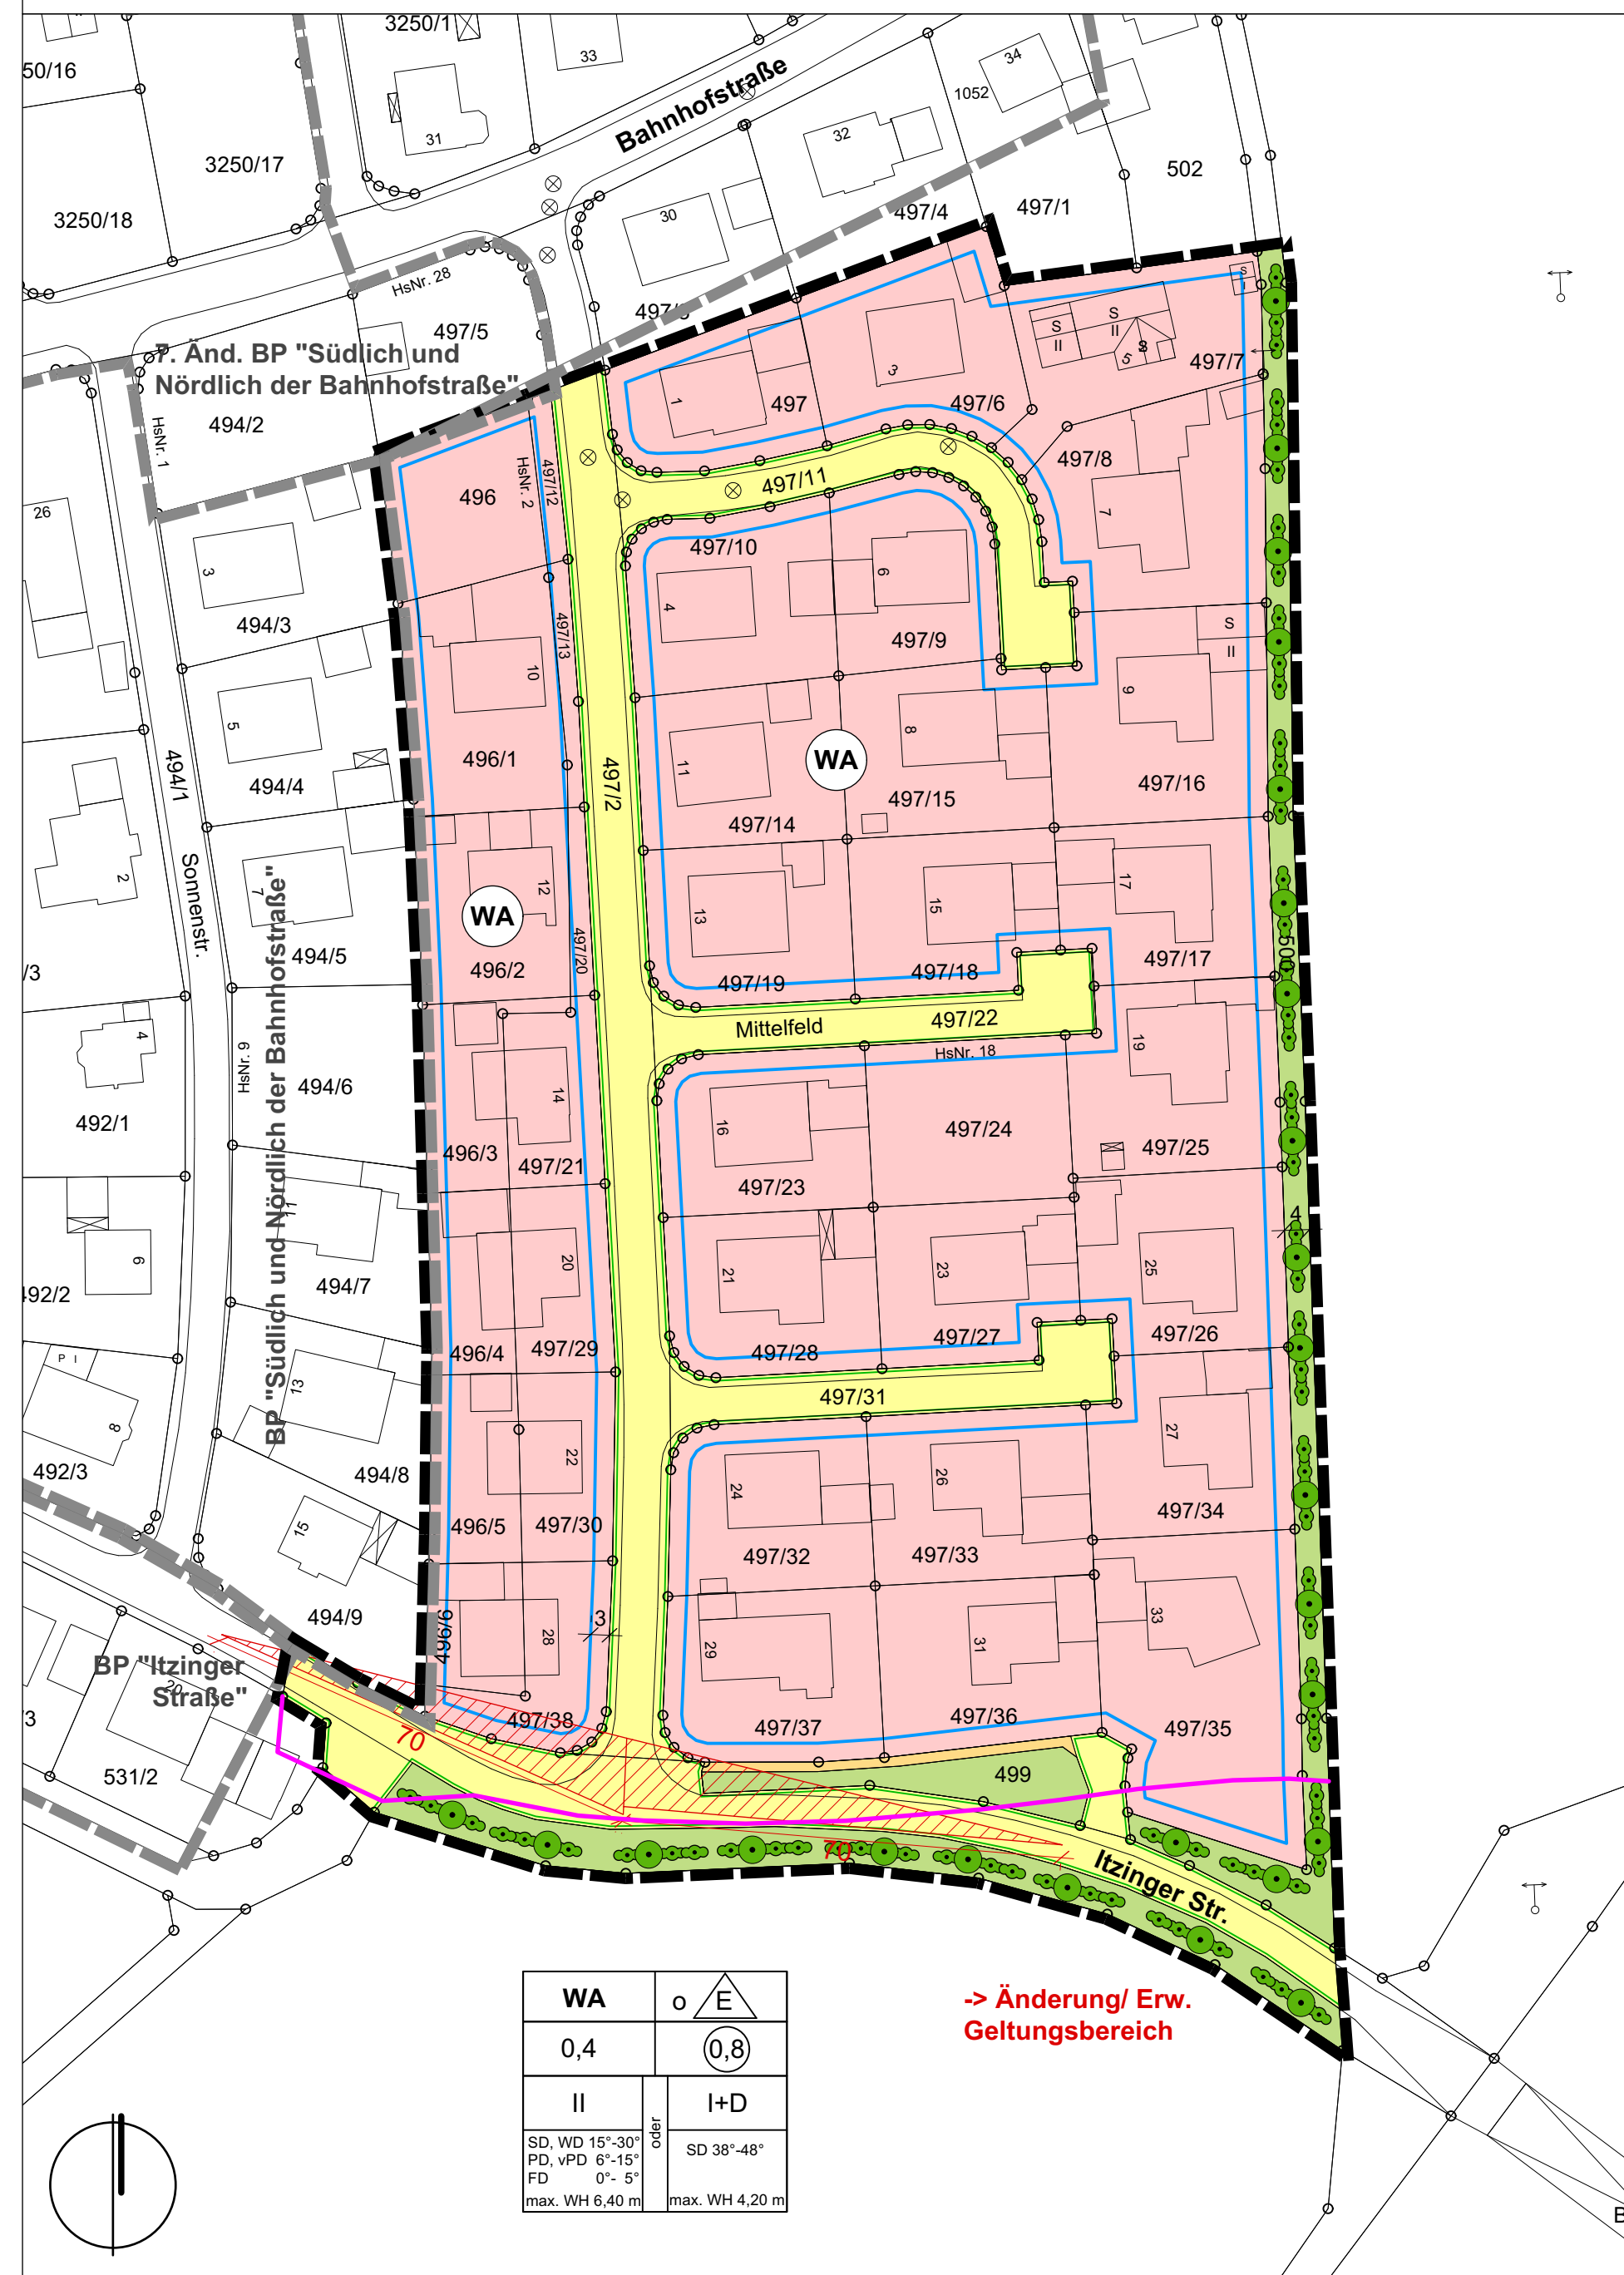 3250/1
33
34
50/16
31
Bahnhofstraße
1052
32
3250/17
502
3250/18
30
497/4
497/1
HsNr. 28
S
I
497/5
S
II
S
II
S
5
497/7
7. Änd. BP "Südlich und
Nördlich der Bahnhofstraße"
3
1
497
497/6
494/2
HsNr. 1
HsNr. 2
497/12
496
497/11
497/8
26
7
497/10
6
3
4
494/3
497/13
497/9
S
II
10
9
5
8
11
WA
494/1
494/4
496/1
497/2
497/15
497/16
497/14
Sonnenstr.
2
7
12
17
WA
13
15
BP "Südlich und Nördlich der Bahnhofstraße"
494/5
496/2
497/20
497/19
497/18
497/17
500
/3
Mittelfeld
497/22
4
HsNr. 9
HsNr. 18
19
494/6
14
492/1
16
497/24
496/3
497/21
497/25
497/23
11
4
6
20
21
23
25
494/7
492/2
496/4
497/29
497/28
497/27
497/26
P I
13
497/31
8
22
27
492/3
494/8
24
26
496/5
497/30
497/34
15
497/32
497/33
494/9
496/6
28
3
29
31
33
BP "Itzinger
Straße"
20
/3
70
497/38
497/37
497/36
497/35
531/2
499
70
Itzinger Str.
WA
o
E
0,4
0,8
II
oder
I+D
SD, WD 15°-30°
PD, vPD 6°-15°
FD 0°- 5°
max. WH 6,40 m
SD 38°-48°
max. WH 4,20 m
-> Änderung/ Erw.
Geltungsbereich
B